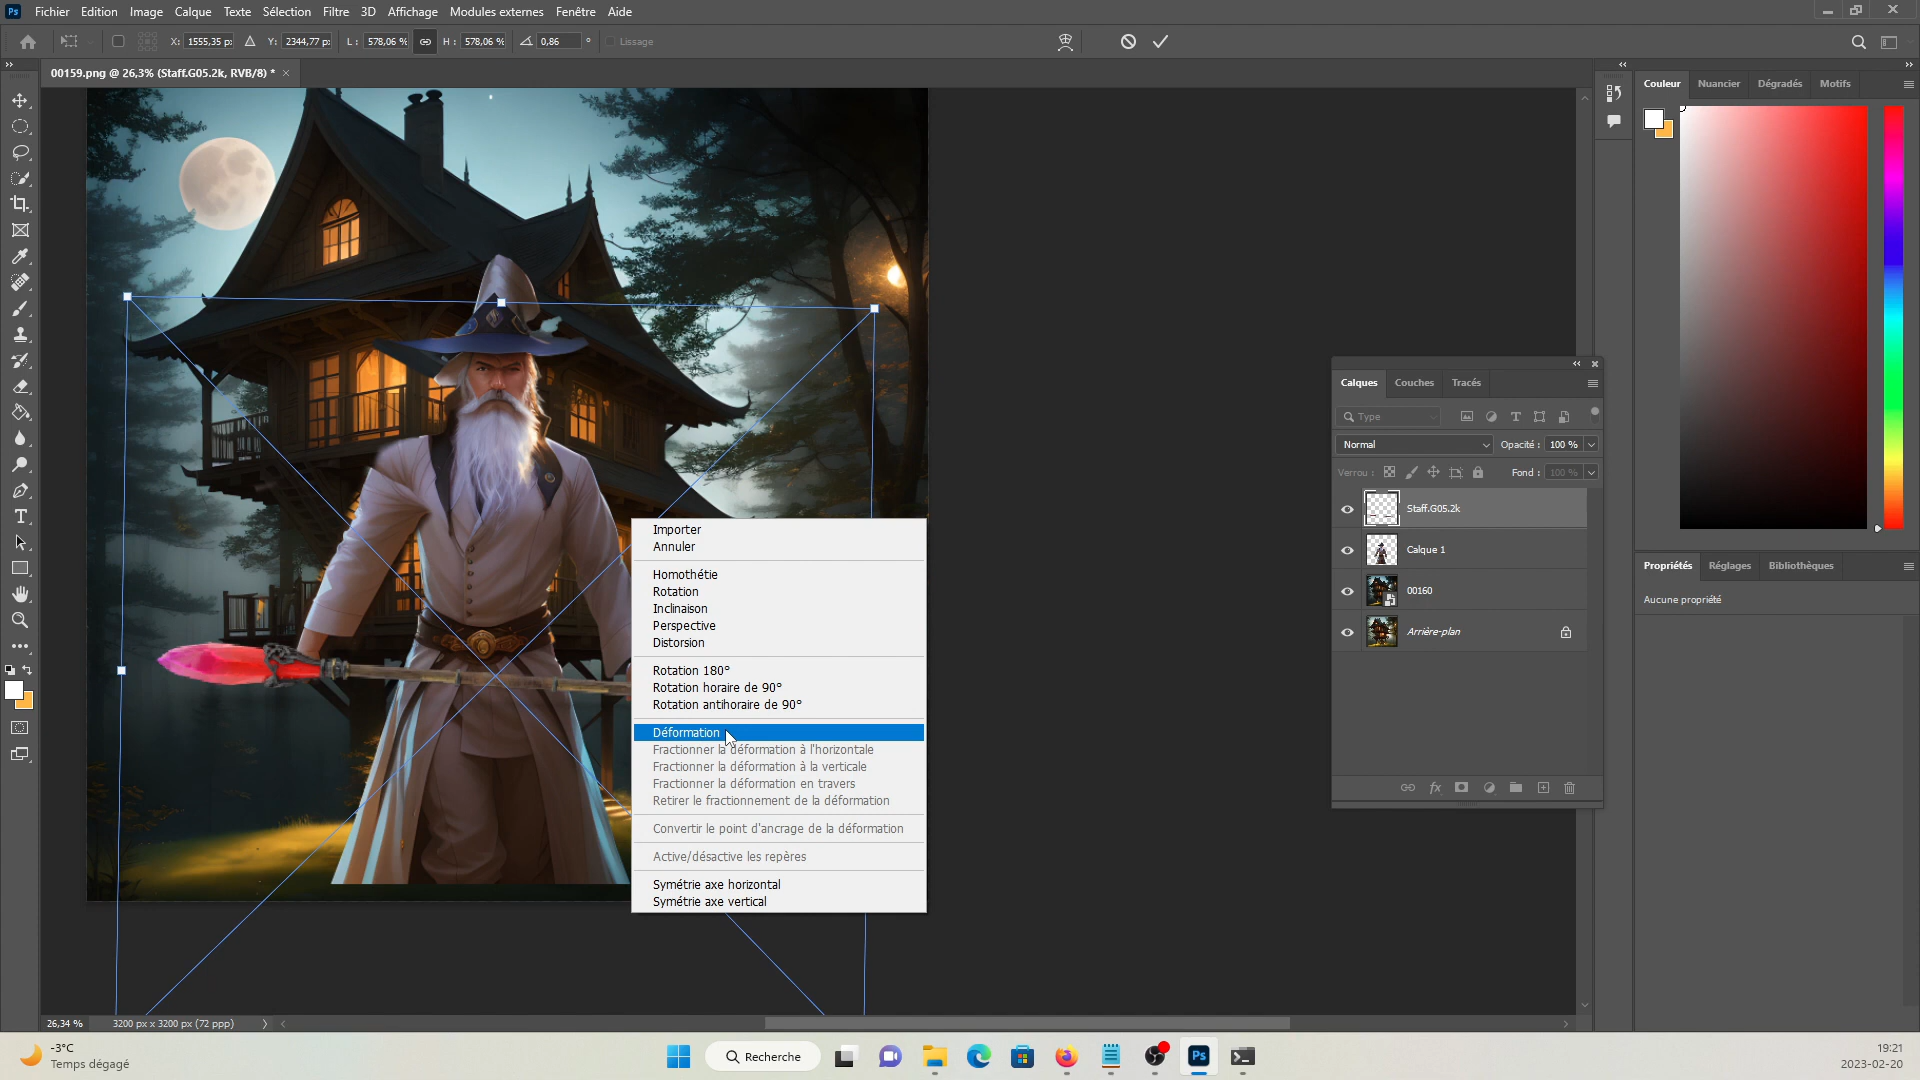 Ps Fichier Edition Image Calque Texte Sélection Filtre 3D Affichage Modules externes Fenêtre Aide
X: 1555,35 p: Y: 2344,77 p: L: 578,06 % H: 578,06 % 0,86 ° Lissage
00159.png @ 26,3% (Staff.G05.2k, RVB/8) *
Couleur Nuancier Dégradés Motifs
Calques Couches Tracés
Type
Normal Opacité : 100 %
Verrou : Fond : 100 %
Staff.G05.2k
Calque 1
00160
Arrière-plan
Propriétés Réglages Bibliothèques
Aucune propriété
Importer
Annuler
Homothétie
Rotation
Inclinaison
Perspective
Distorsion
Rotation 180°
Rotation horaire de 90°
Rotation antihoraire de 90°
Déformation
Fractionner la déformation à l'horizontale
Fractionner la déformation à la verticale
Fractionner la déformation en travers
Retirer le fractionnement de la déformation
Convertir le point d'ancrage de la déformation
Active/désactive les repères
Symétrie axe horizontal
Symétrie axe vertical
26,34 % 3200 px x 3200 px (72 ppp)
-3°C
Temps dégagé
Recherche
Ps
19:21
2023-02-20